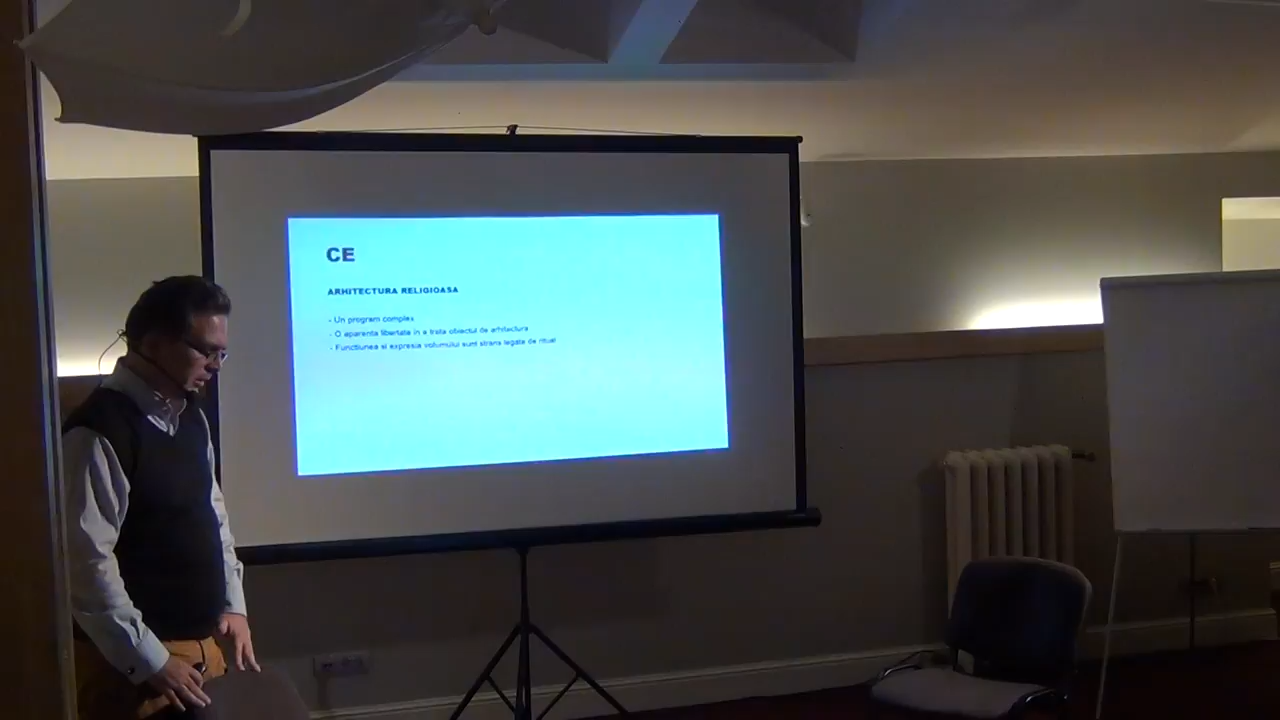 CE
ARHITECTURA RELIGIOASA
- Un program complex
- O aparenta libertate in a trata obiectul de arhitectura
- Functiunea si expresia volumului sunt strans legate de ritual